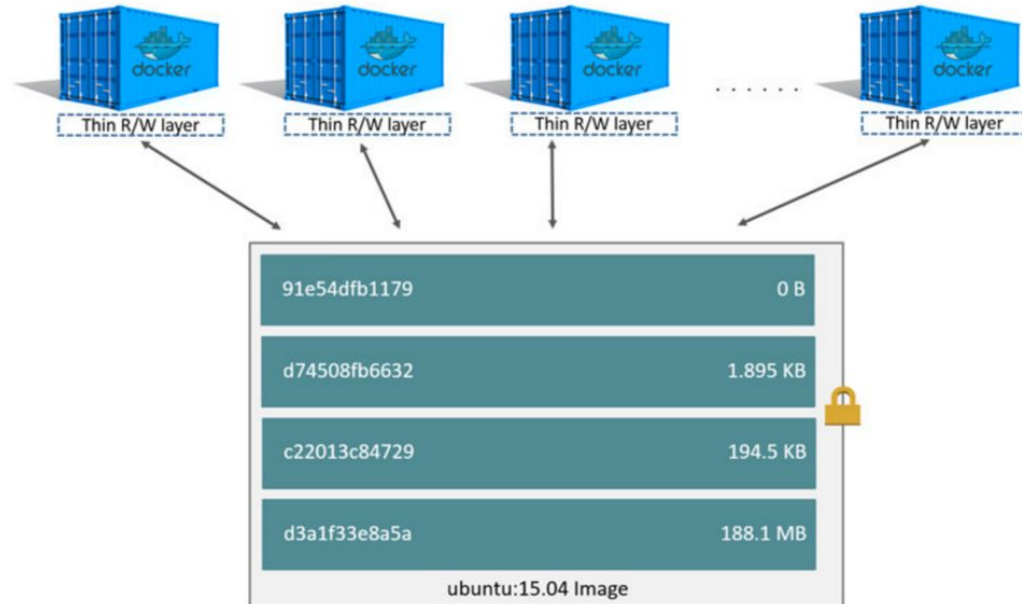 docker docker docker docker
. . . . . .
Thin R/W layer Thin R/W layer Thin R/W layer Thin R/W layer
91e54dfb1179 0 B
d74508fb6632 1.895 KB
c22013c84729 194.5 KB
d3a1f33e8a5a 188.1 MB
ubuntu:15.04 Image